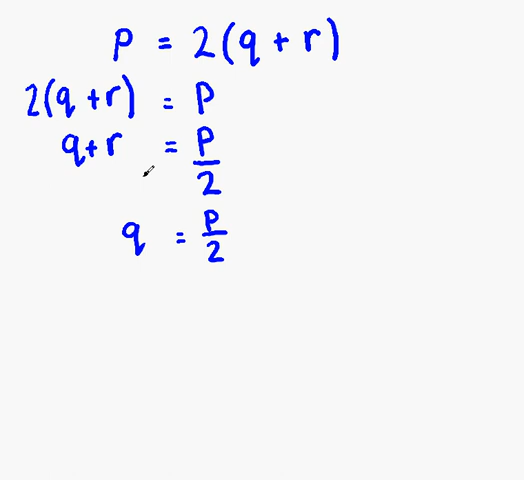 P = 2(q + r)
2(q + r) = P
q + r = P/2
q = P/2